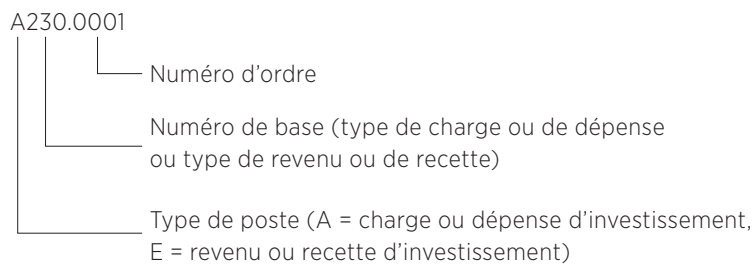 A230.0001
Numéro d'ordre
Numéro de base (type de charge ou de dépense
ou type de revenu ou de recette)
Type de poste (A = charge ou dépense d'investissement,
E = revenu ou recette d'investissement)